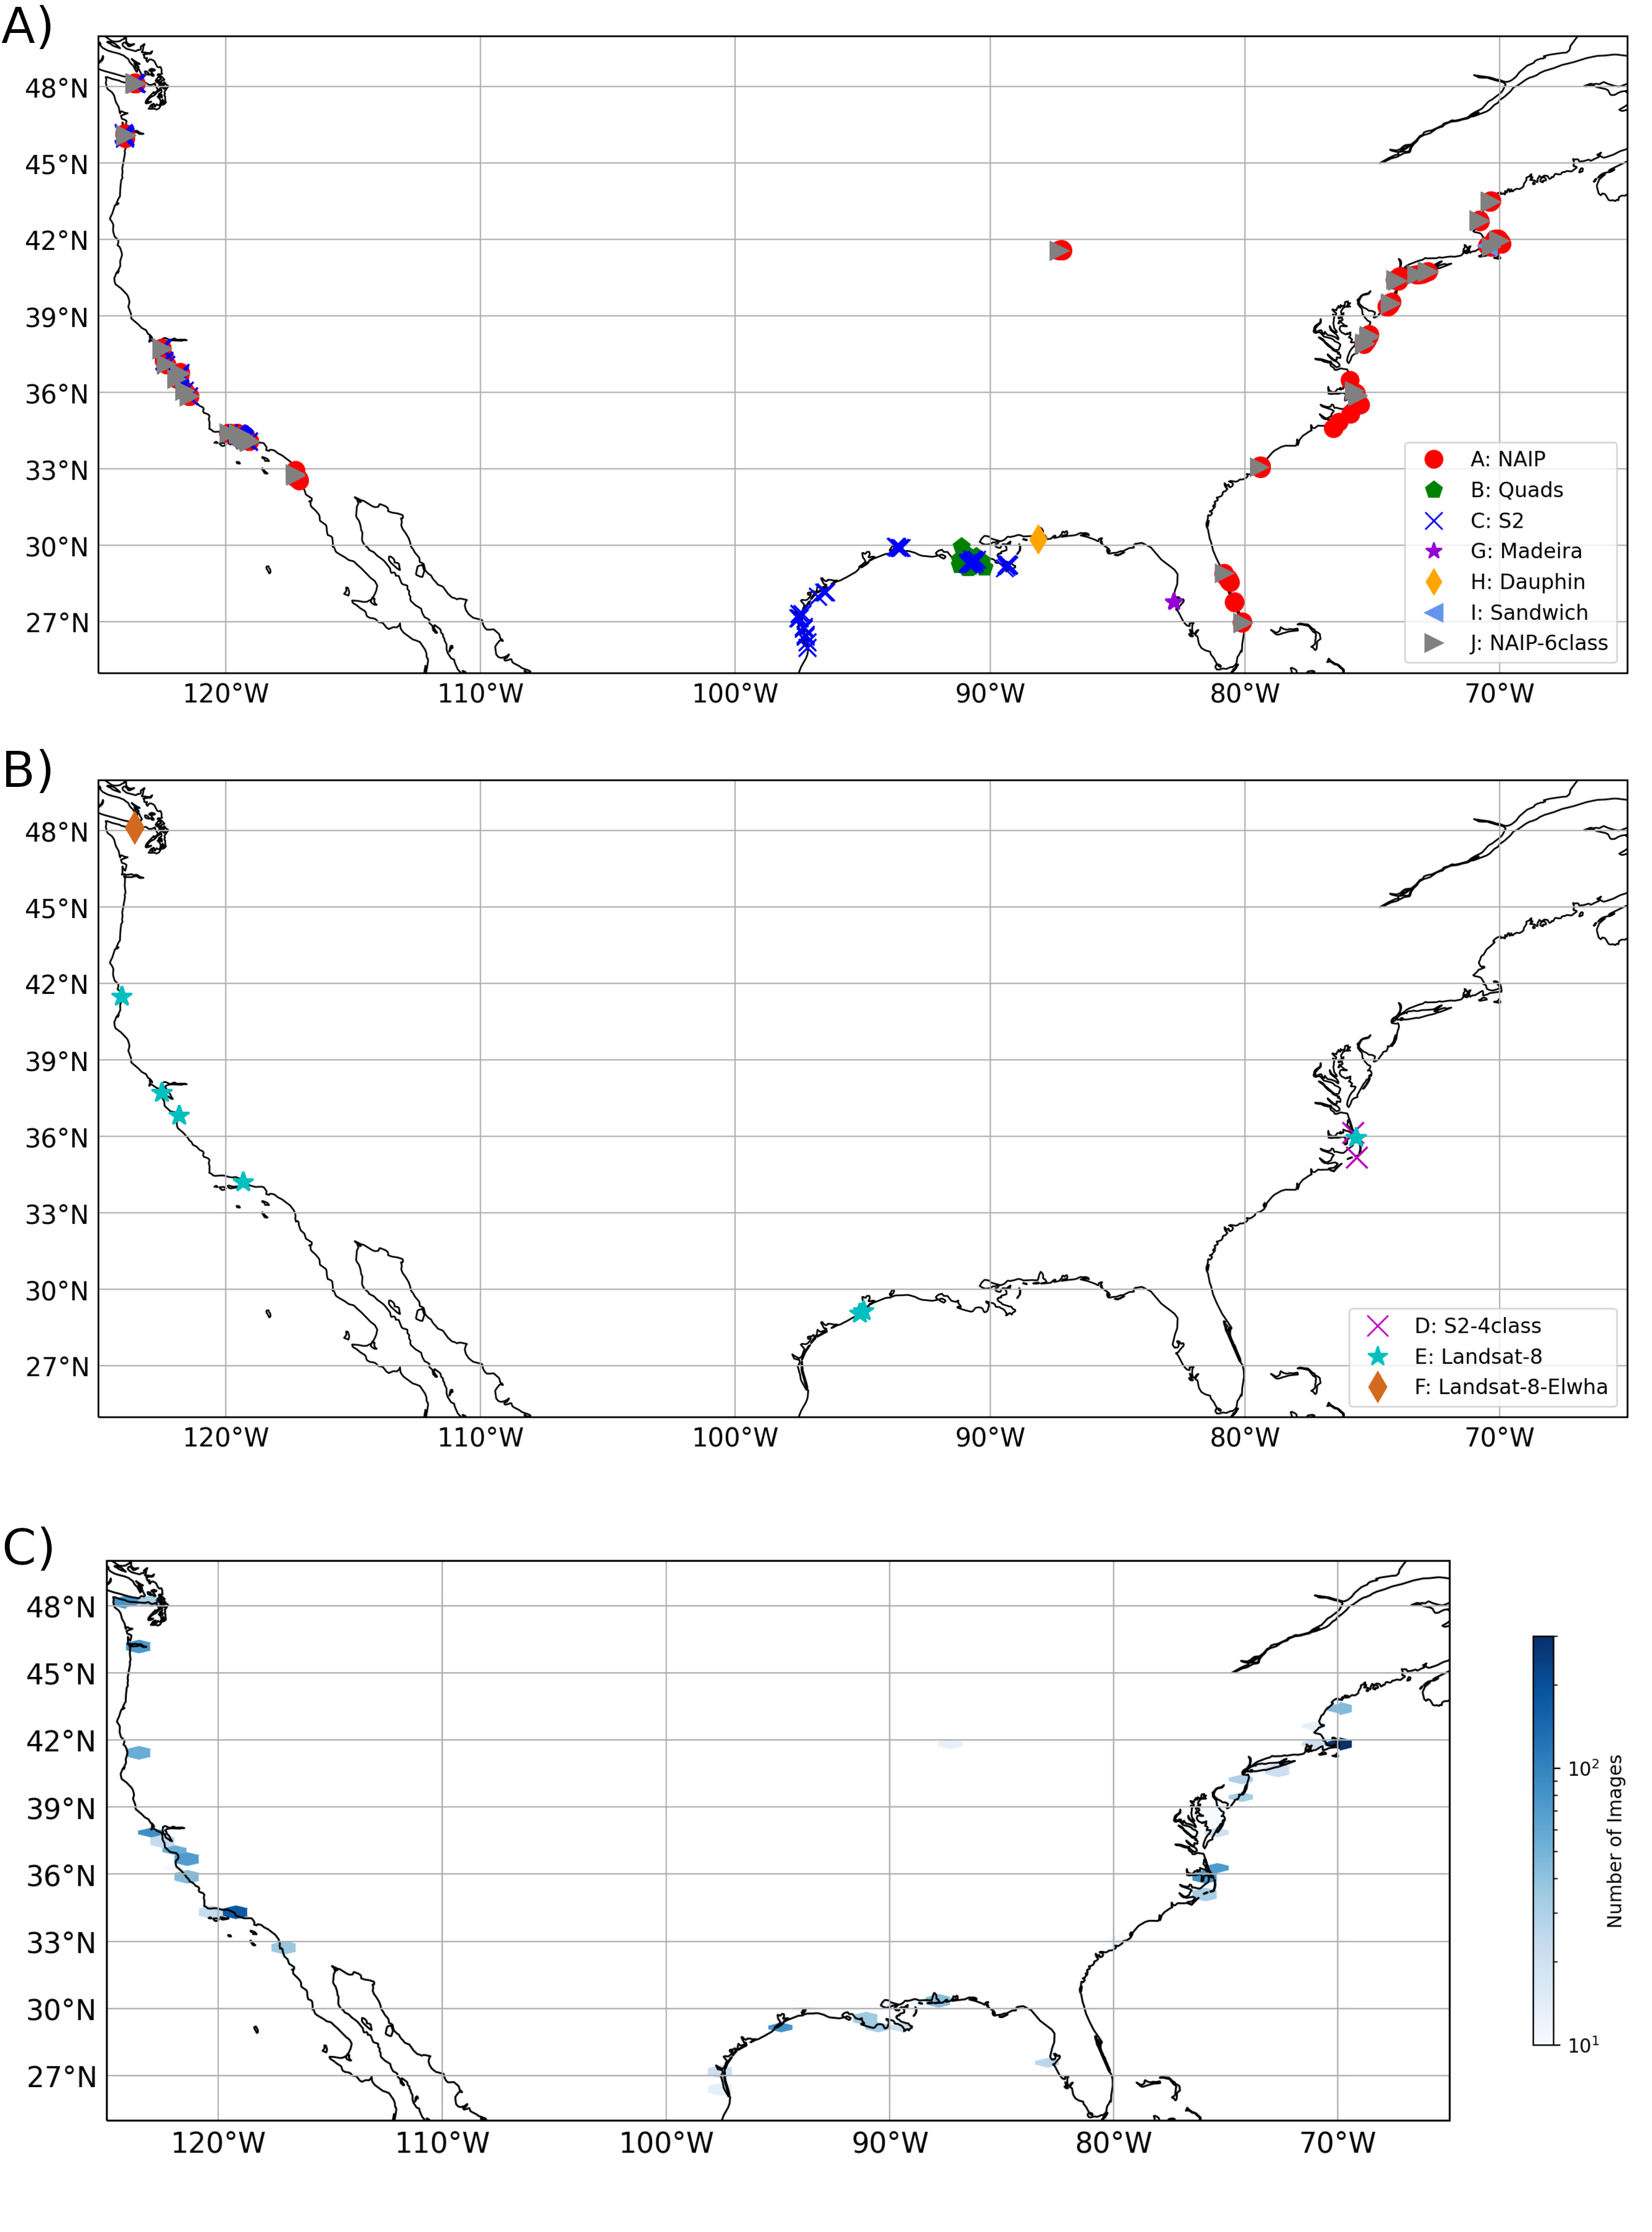 A)
48°N
45°N
42°N
39°N
36°N
33°N
30°N
27°N
120°W 110°W 100°W 90°W 80°W 70°W
A: NAIP
B: Quads
C: S2
G: Madeira
H: Dauphin
I: Sandwich
J: NAIP-6class
B)
48°N
45°N
42°N
39°N
36°N
33°N
30°N
27°N
120°W 110°W 100°W 90°W 80°W 70°W
D: S2-4class
E: Landsat-8
F: Landsat-8-Elwha
C)
48°N
45°N
42°N
39°N
36°N
33°N
30°N
27°N
120°W 110°W 100°W 90°W 80°W 70°W
10²
10¹
Number of Images